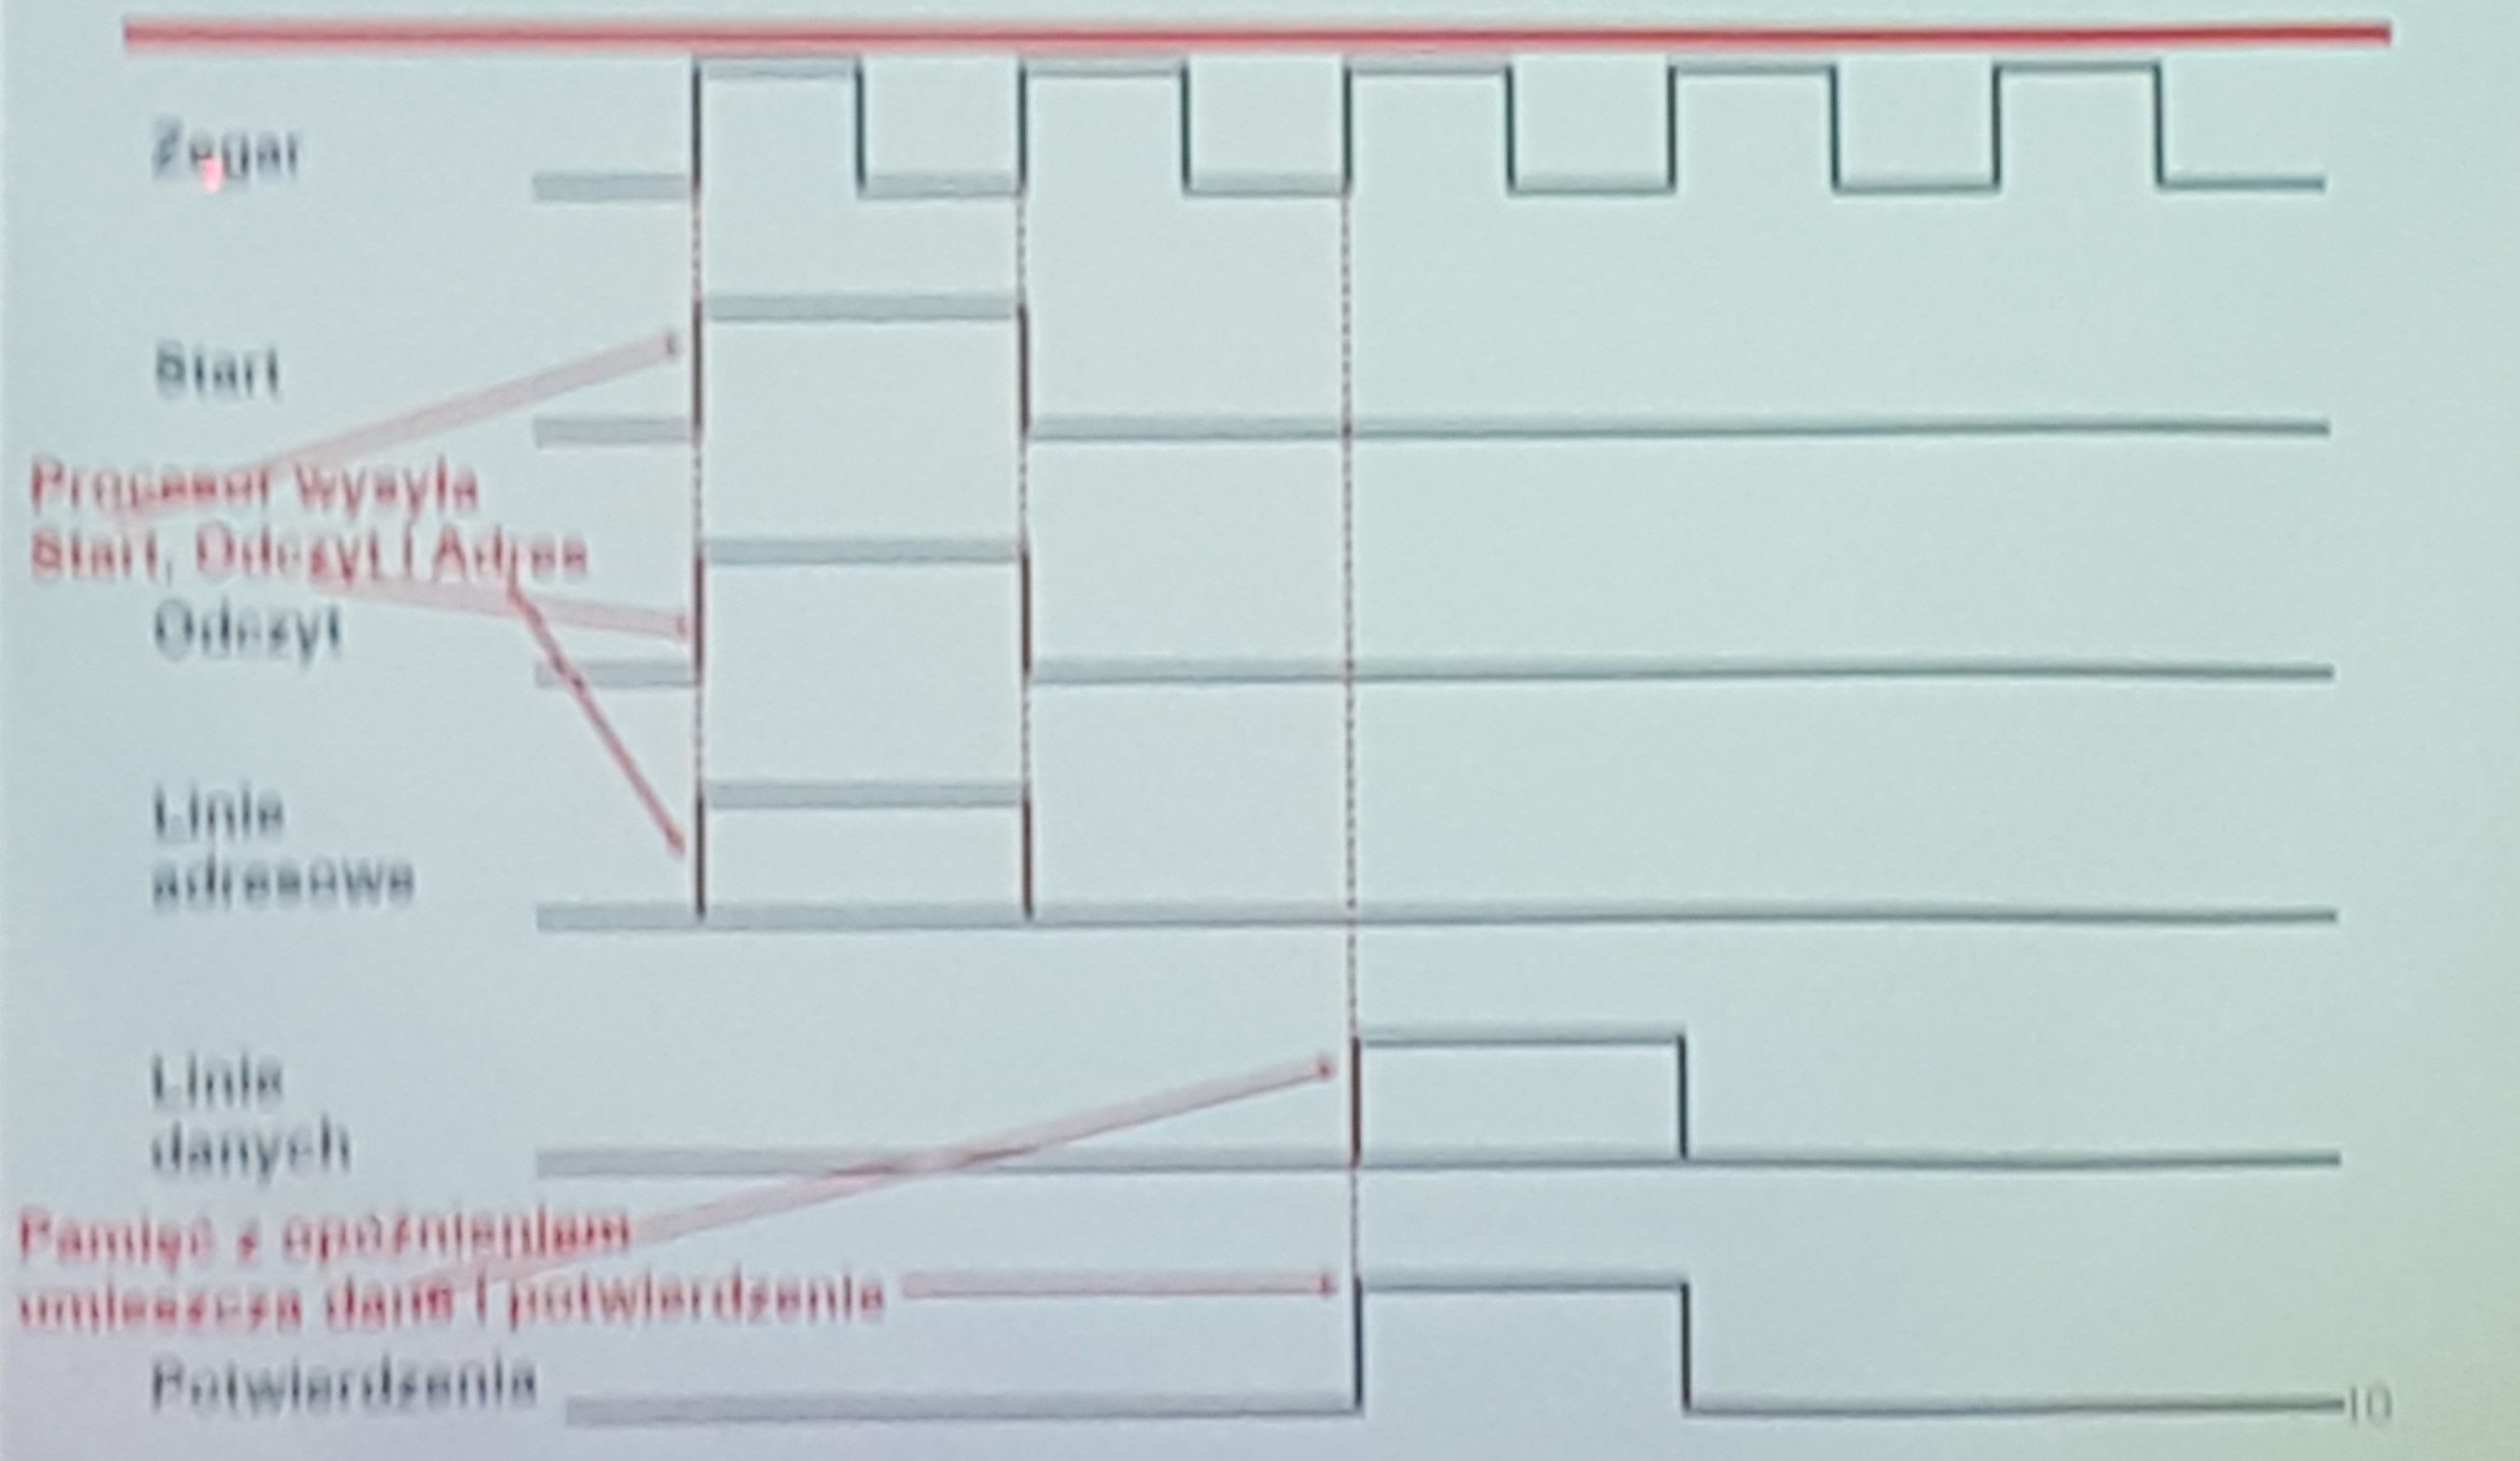 Zegar
Start
Procesor wysyła
Start, Odczyt i Adres
Odczyt
Linie
adresowe
Linie
danych
Pamięć z opóźnieniem
umieszcza dane i potwierdzenie
Potwierdzenie
10